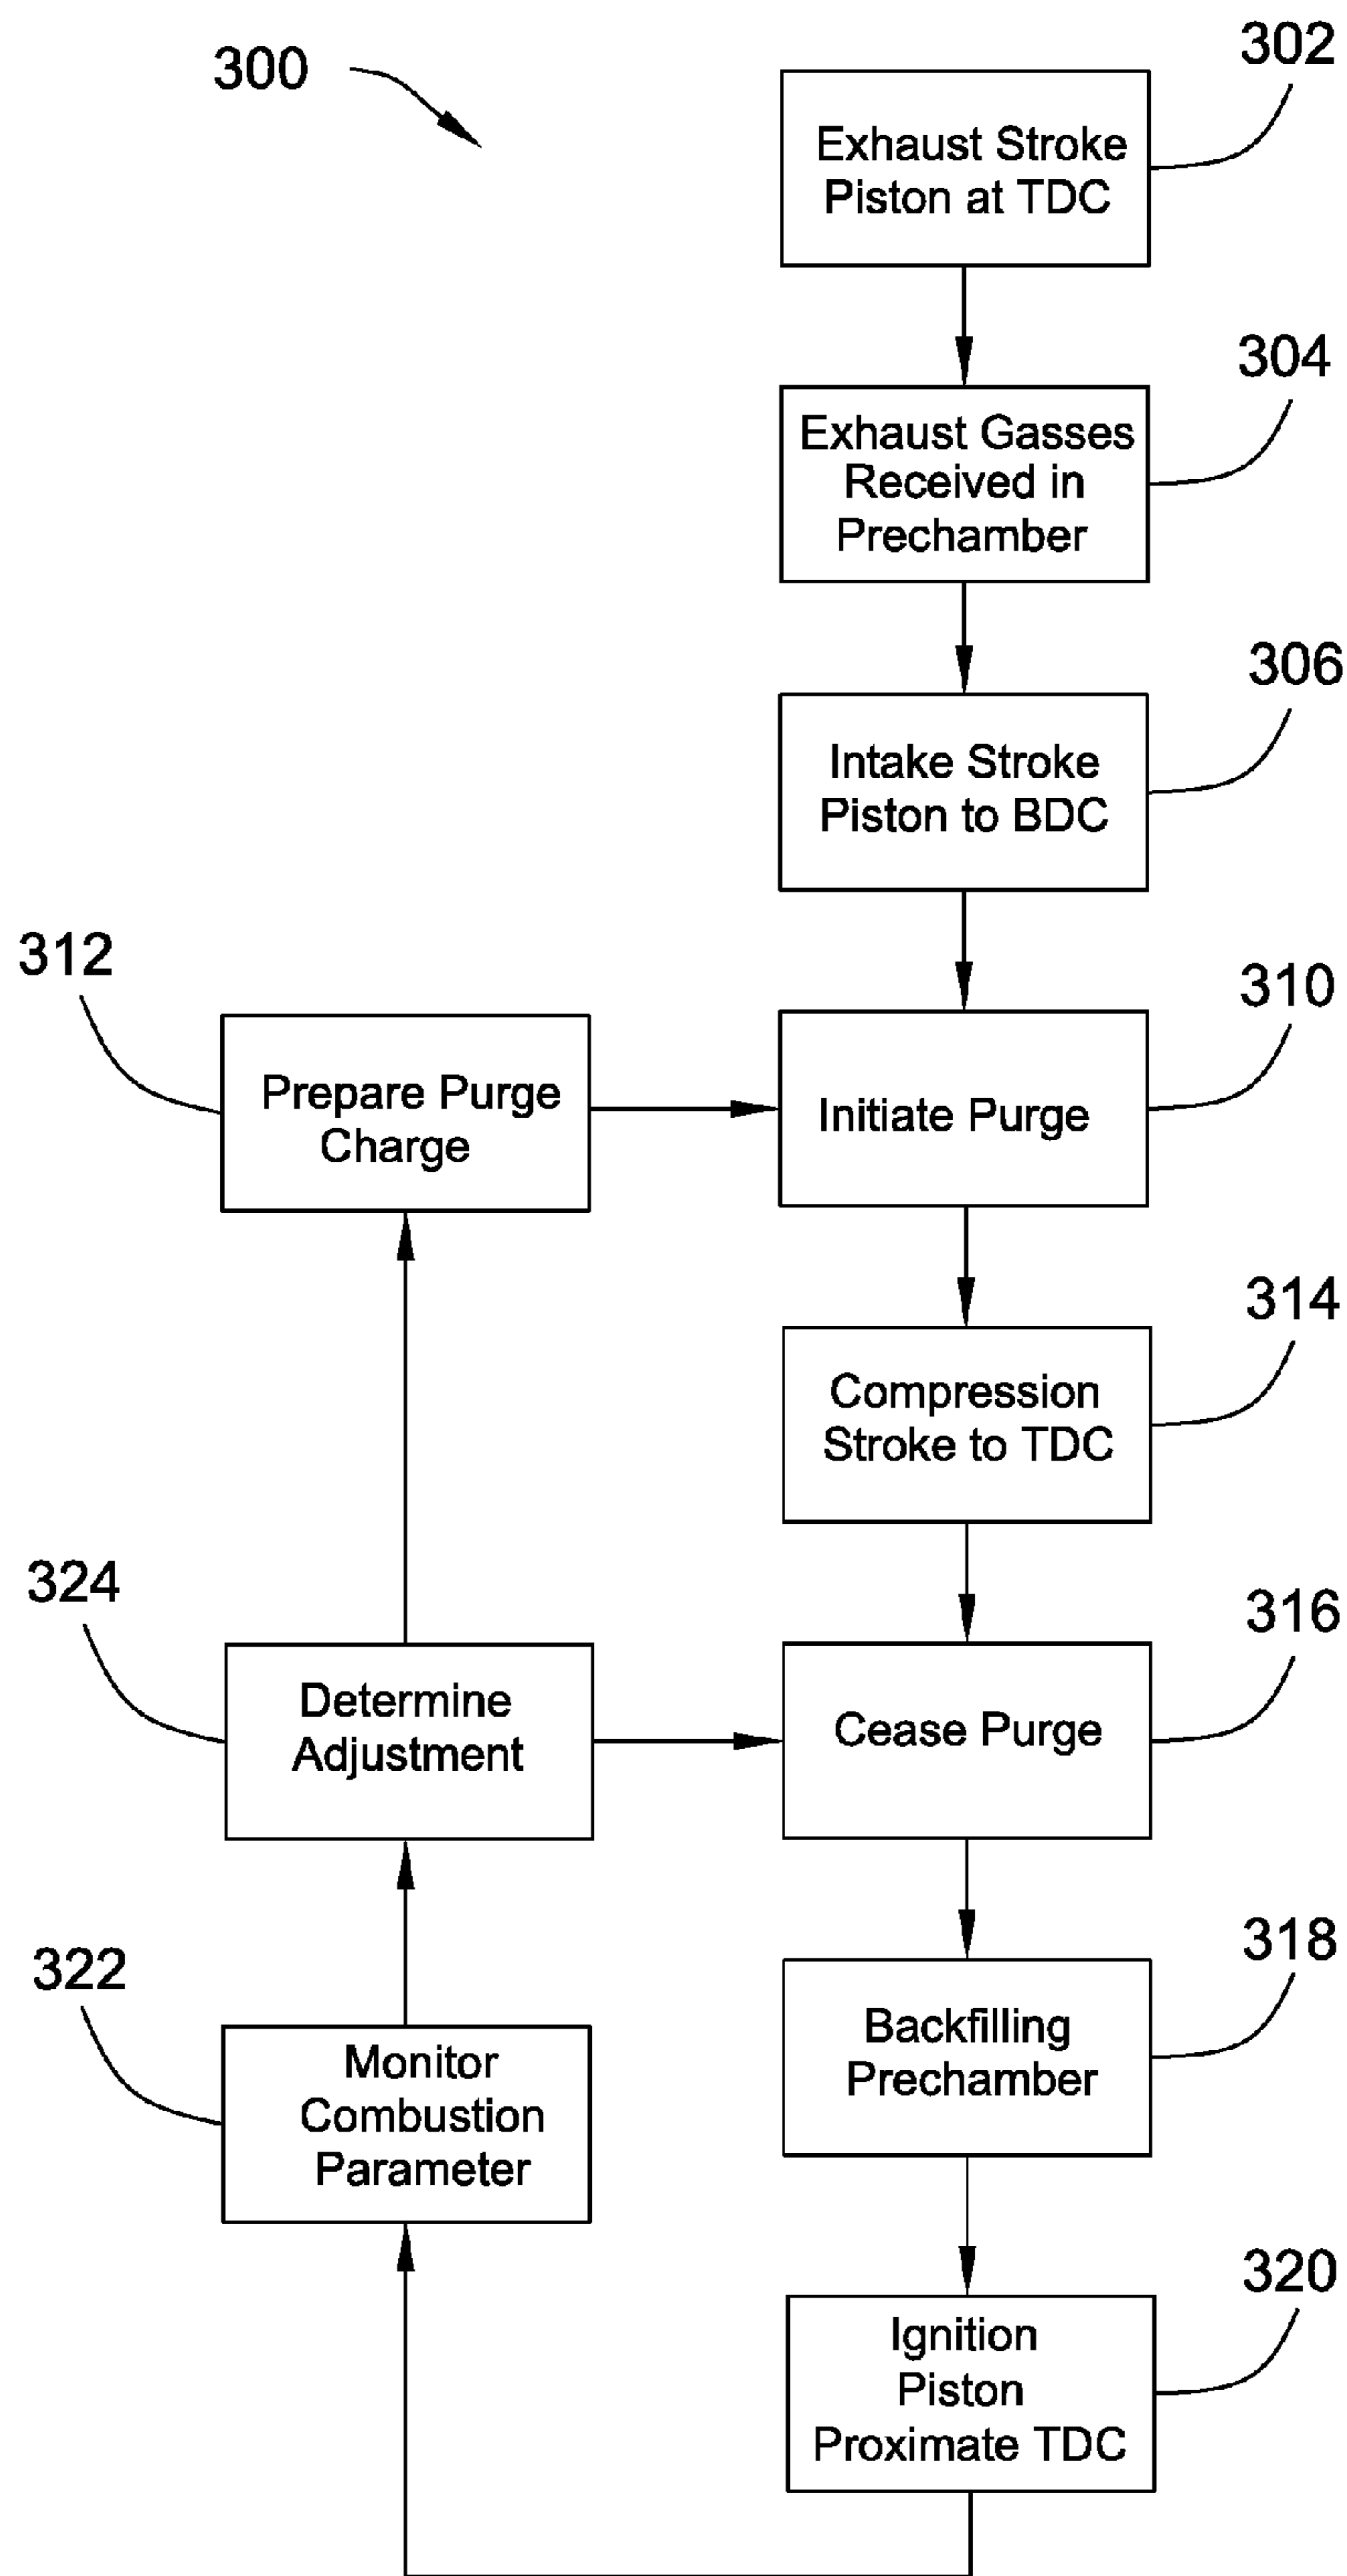 300
302
Exhaust Stroke
Piston at TDC
304
Exhaust Gasses
Received in
Prechamber
306
Intake Stroke
Piston to BDC
312
Prepare Purge
Charge
310
Initiate Purge
314
Compression
Stroke to TDC
324
Determine
Adjustment
316
Cease Purge
322
Monitor
Combustion
Parameter
318
Backfilling
Prechamber
320
Ignition
Piston
Proximate TDC